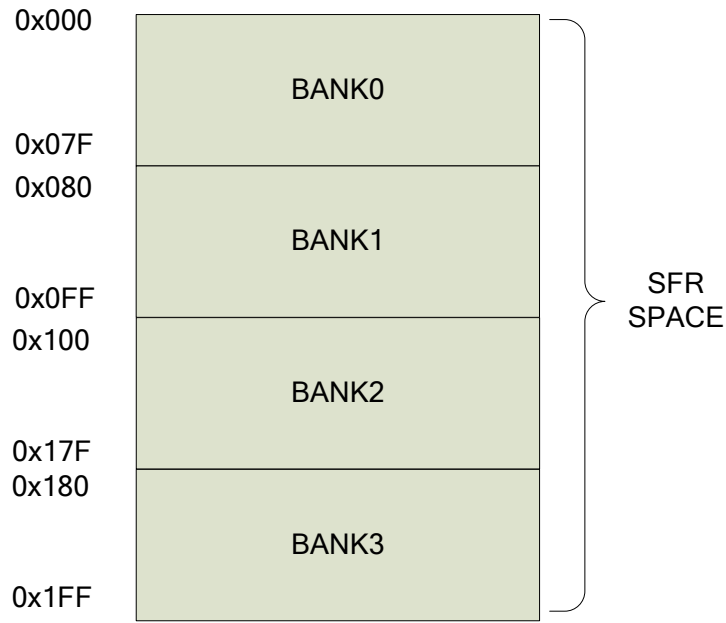 0x000
BANK0
0x07F
0x080
BANK1
0x0FF
0x100
BANK2
0x17F
0x180
BANK3
0x1FF
SFR
SPACE